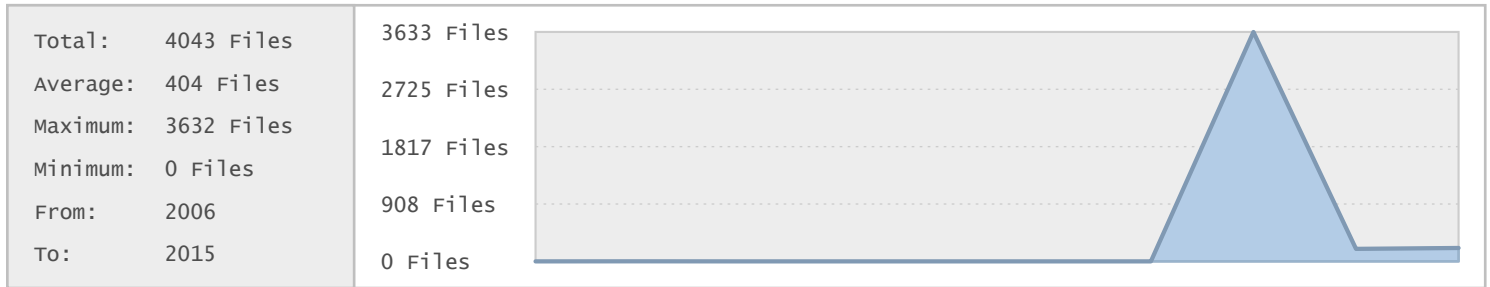 Total: 4043 Files
Average: 404 Files
Maximum: 3632 Files
Minimum: 0 Files
From: 2006
To: 2015
3633 Files
2725 Files
1817 Files
908 Files
0 Files